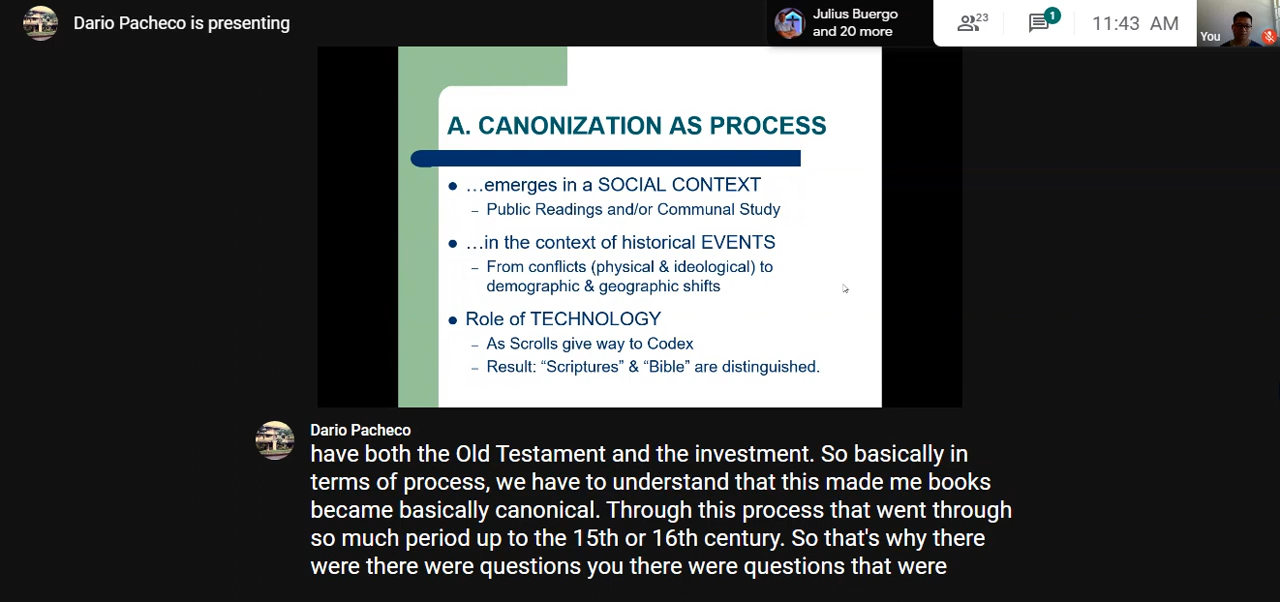 Dario Pacheco is presenting
Julius Buergo
and 20 more
23
1
11:43 AM
You
A. CANONIZATION AS PROCESS
● …emerges in a SOCIAL CONTEXT
– Public Readings and/or Communal Study
● …in the context of historical EVENTS
– From conflicts (physical & ideological) to
demographic & geographic shifts
● Role of TECHNOLOGY
– As Scrolls give way to Codex
– Result: “Scriptures” & “Bible” are distinguished.
Dario Pacheco
have both the Old Testament and the investment. So basically in
terms of process, we have to understand that this made me books
became basically canonical. Through this process that went through
so much period up to the 15th or 16th century. So that's why there
were there were questions you there were questions that were